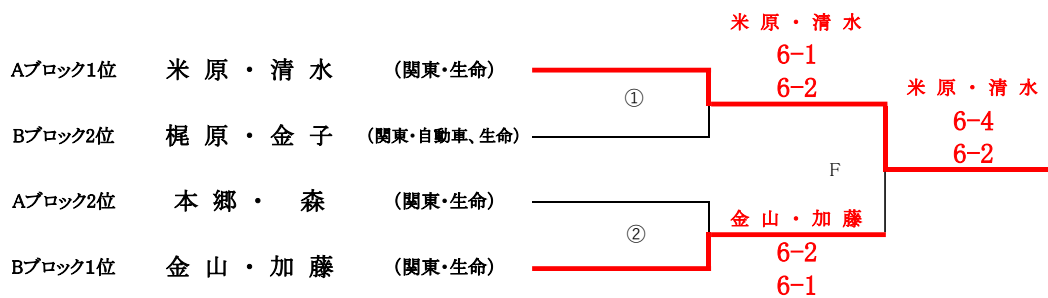 米原・清水
6-1
6-2
Aブロック1位 米原・清水 (関東・生命)
①
米原・清水
6-4
6-2
Bブロック2位 梶原・金子 (関東・自動車、生命)
F
Aブロック2位 本郷・ 森 (関東・生命)
②
金山・加藤
6-2
6-1
Bブロック1位 金山・加藤 (関東・生命)